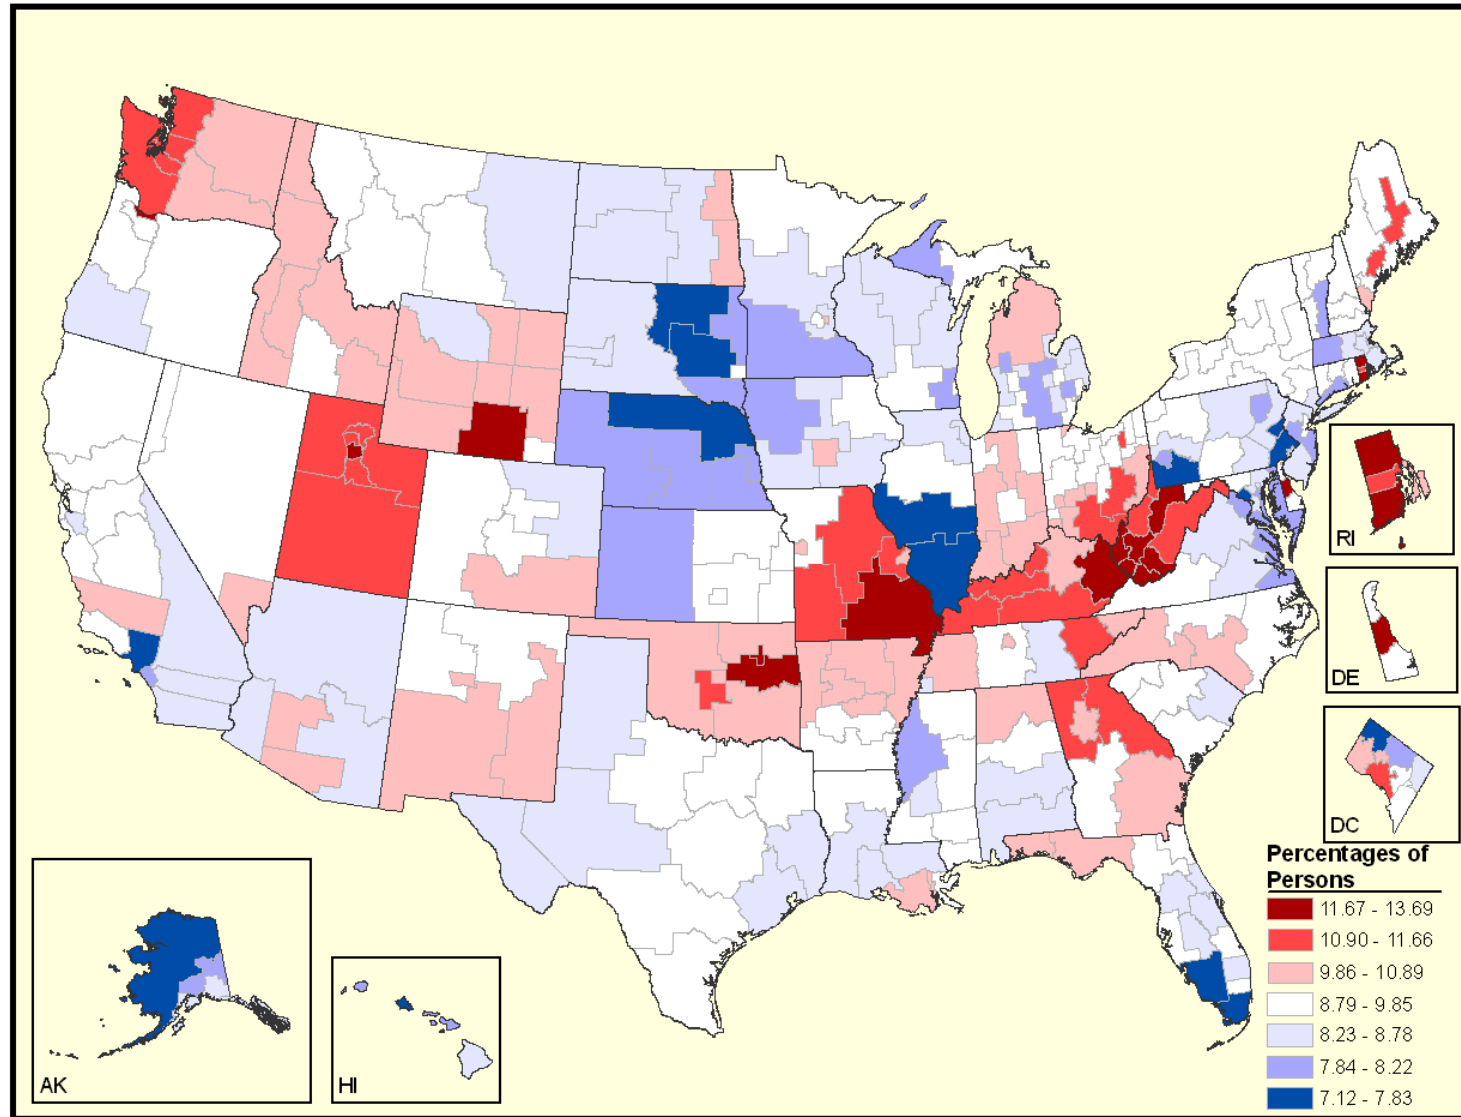 RI
DE
DC
Percentages of
Persons
11.67 - 13.69
10.90 - 11.66
9.86 - 10.89
8.79 - 9.85
8.23 - 8.78
7.84 - 8.22
7.12 - 7.83
AK
HI